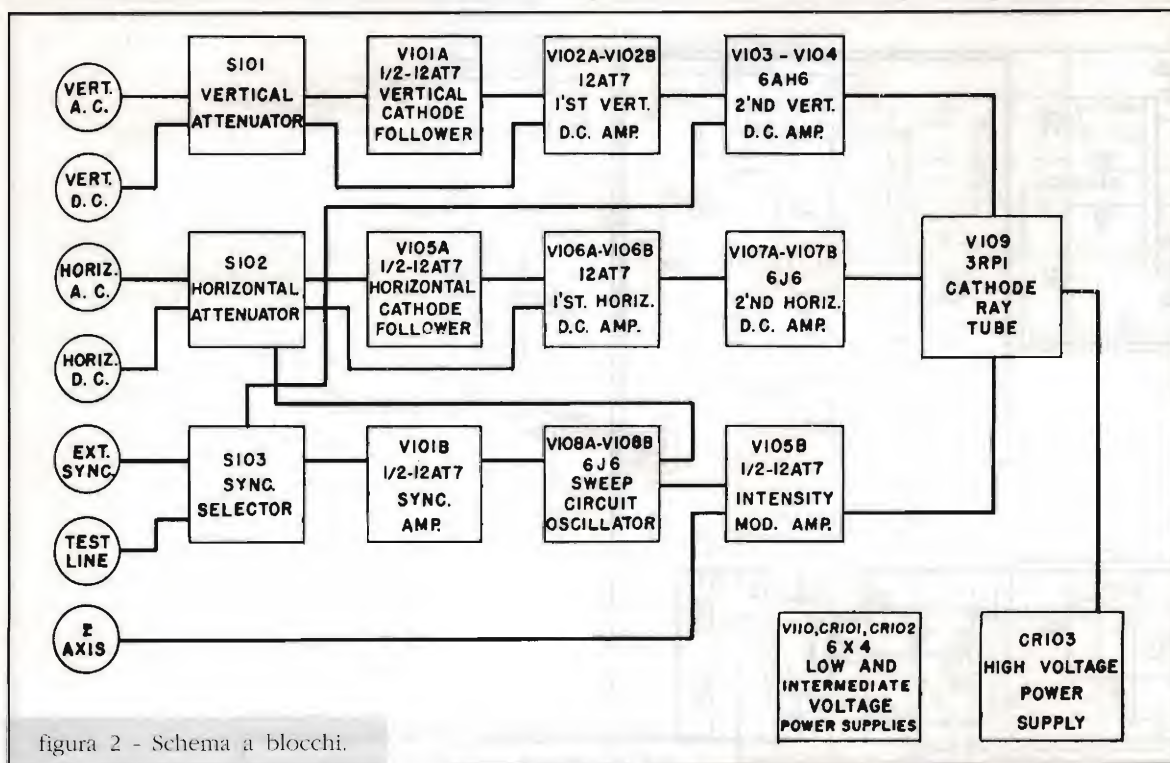 VERT.
A. C.
S101
VERTICAL
ATTENUATOR
V101A
1/2-12AT7
VERTICAL
CATHODE
FOLLOWER
V102A-V102B
12AT7
1'ST VERT.
D.C. AMP.
V103 - V104
6AH6
2'ND VERT.
D.C. AMP.
VERT.
D. C.
HORIZ.
A. C.
S102
HORIZONTAL
ATTENUATOR
V105A
1/2-12AT7
HORIZONTAL
CATHODE
FOLLOWER
V106A-V106B
12AT7
1'ST. HORIZ.
D.C. AMP.
V107A-V107B
6J6
2'ND HORIZ.
D.C. AMP.
V109
3RP1
CATHODE
RAY
TUBE
HORIZ.
D. C.
EXT.
SYNC.
S103
SYNC.
SELECTOR
V101B
1/2-12AT7
SYNC.
AMP.
V108A-V108B
6J6
SWEEP
CIRCUIT
OSCILLATOR
V105B
1/2-12AT7
INTENSITY
MOD. AMP.
TEST
LINE
Z
AXIS
V110, CR101, CR102
6 X 4
LOW AND
INTERMEDIATE
VOLTAGE
POWER SUPPLIES
CR103
HIGH VOLTAGE
POWER
SUPPLY
figura 2 - Schema a blocchi.